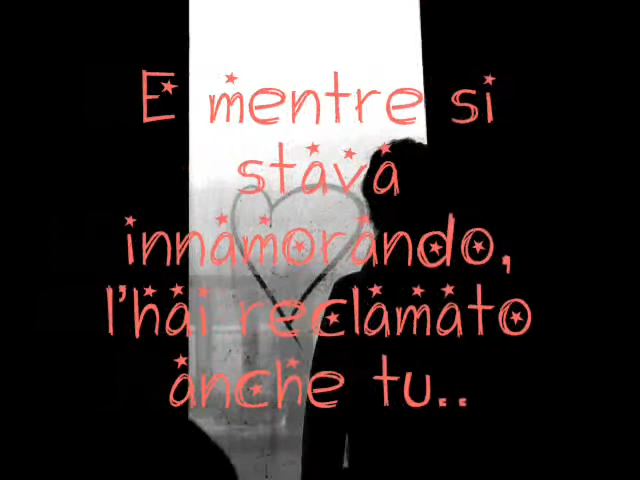 E mentre si
stava
innamorando,
l'hai reclamato
anche tu..